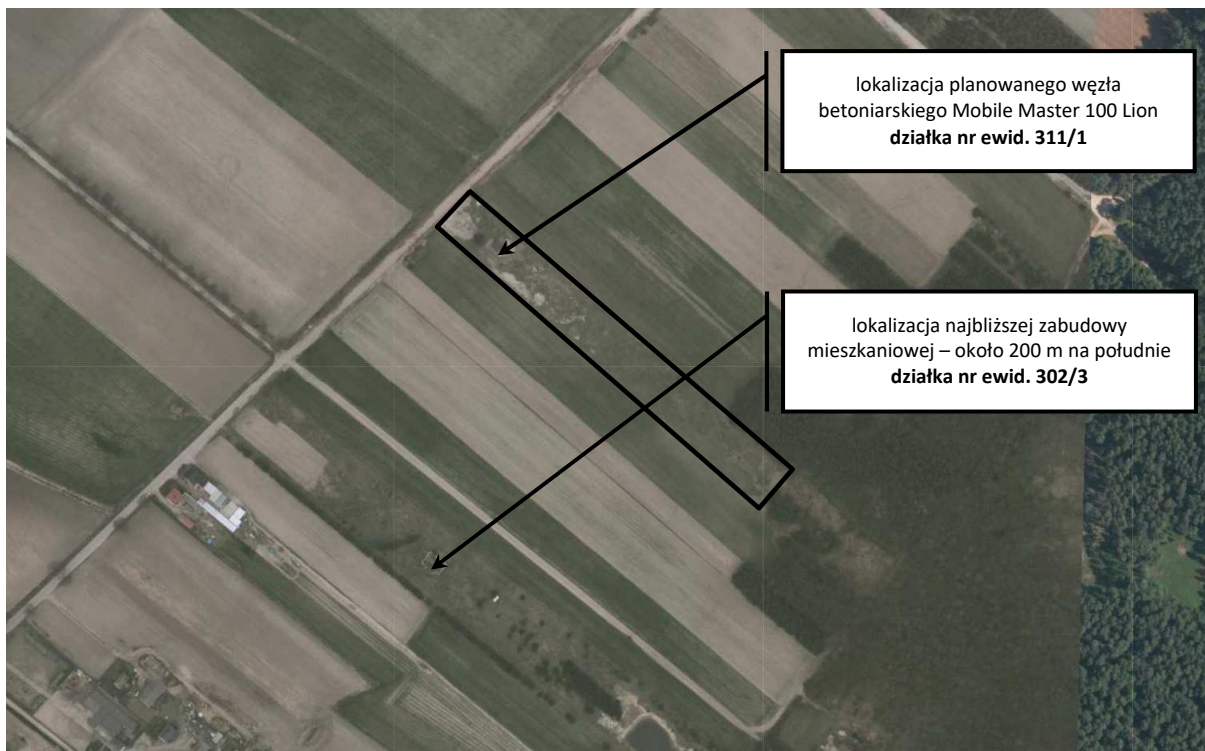 lokalizacja planowanego węzła
betoniarskiego Mobile Master 100 Lion
działka nr ewid. 311/1
lokalizacja najbliższej zabudowy
mieszkaniowej – około 200 m na południe
działka nr ewid. 302/3